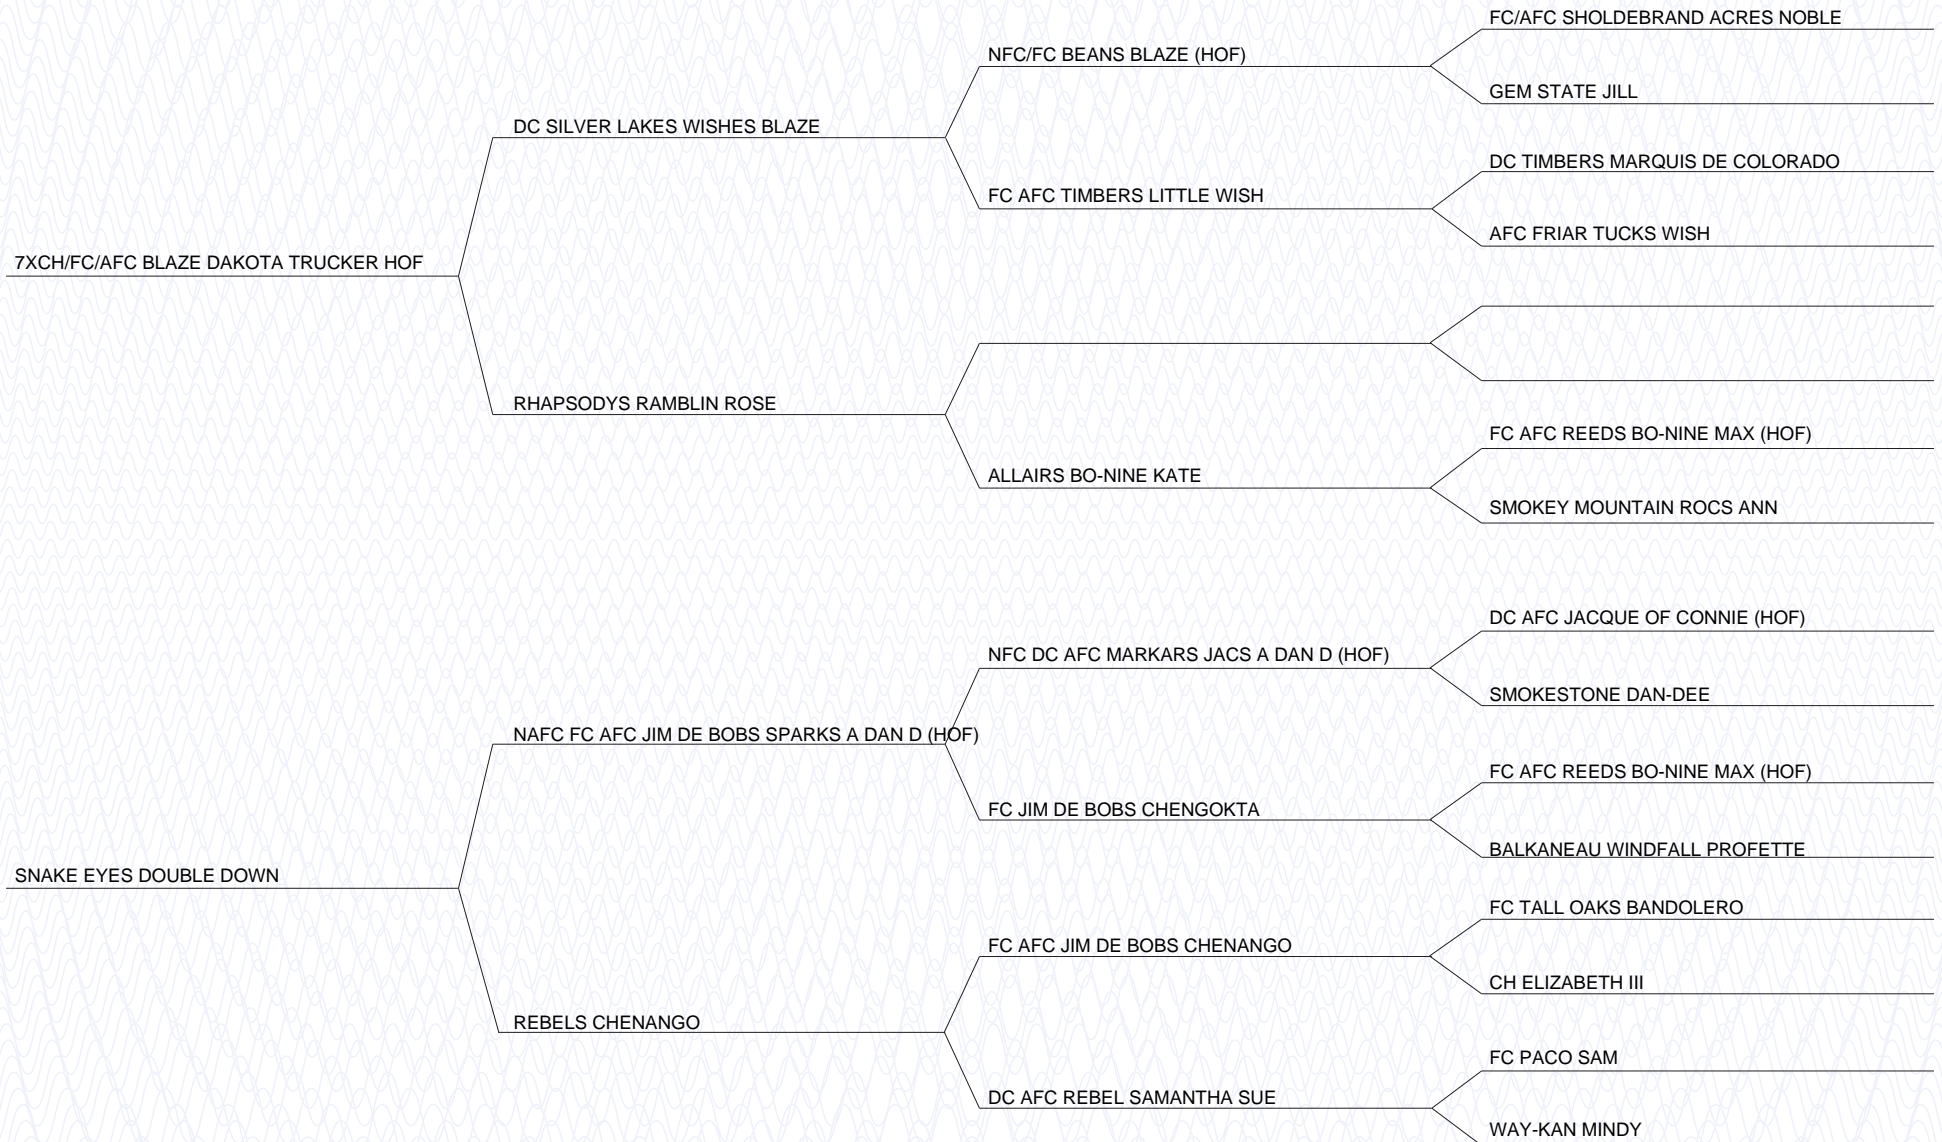 FC/AFC SHOLDEBRAND ACRES NOBLE
NFC/FC BEANS BLAZE (HOF)
GEM STATE JILL
DC SILVER LAKES WISHES BLAZE
DC TIMBERS MARQUIS DE COLORADO
FC AFC TIMBERS LITTLE WISH
AFC FRIAR TUCKS WISH
7XCH/FC/AFC BLAZE DAKOTA TRUCKER HOF
RHAPSODYS RAMBLIN ROSE
FC AFC REEDS BO-NINE MAX (HOF)
ALLAIRS BO-NINE KATE
SMOKEY MOUNTAIN ROCS ANN
DC AFC JACQUE OF CONNIE (HOF)
NFC DC AFC MARKARS JACS A DAN D (HOF)
SMOKESTONE DAN-DEE
NAFC FC AFC JIM DE BOBS SPARKS A DAN D (HOF)
FC AFC REEDS BO-NINE MAX (HOF)
FC JIM DE BOBS CHENGOKTA
BALKANEAU WINDFALL PROFETTE
SNAKE EYES DOUBLE DOWN
FC TALL OAKS BANDOLERO
FC AFC JIM DE BOBS CHENANGO
CH ELIZABETH III
REBELS CHENANGO
FC PACO SAM
DC AFC REBEL SAMANTHA SUE
WAY-KAN MINDY